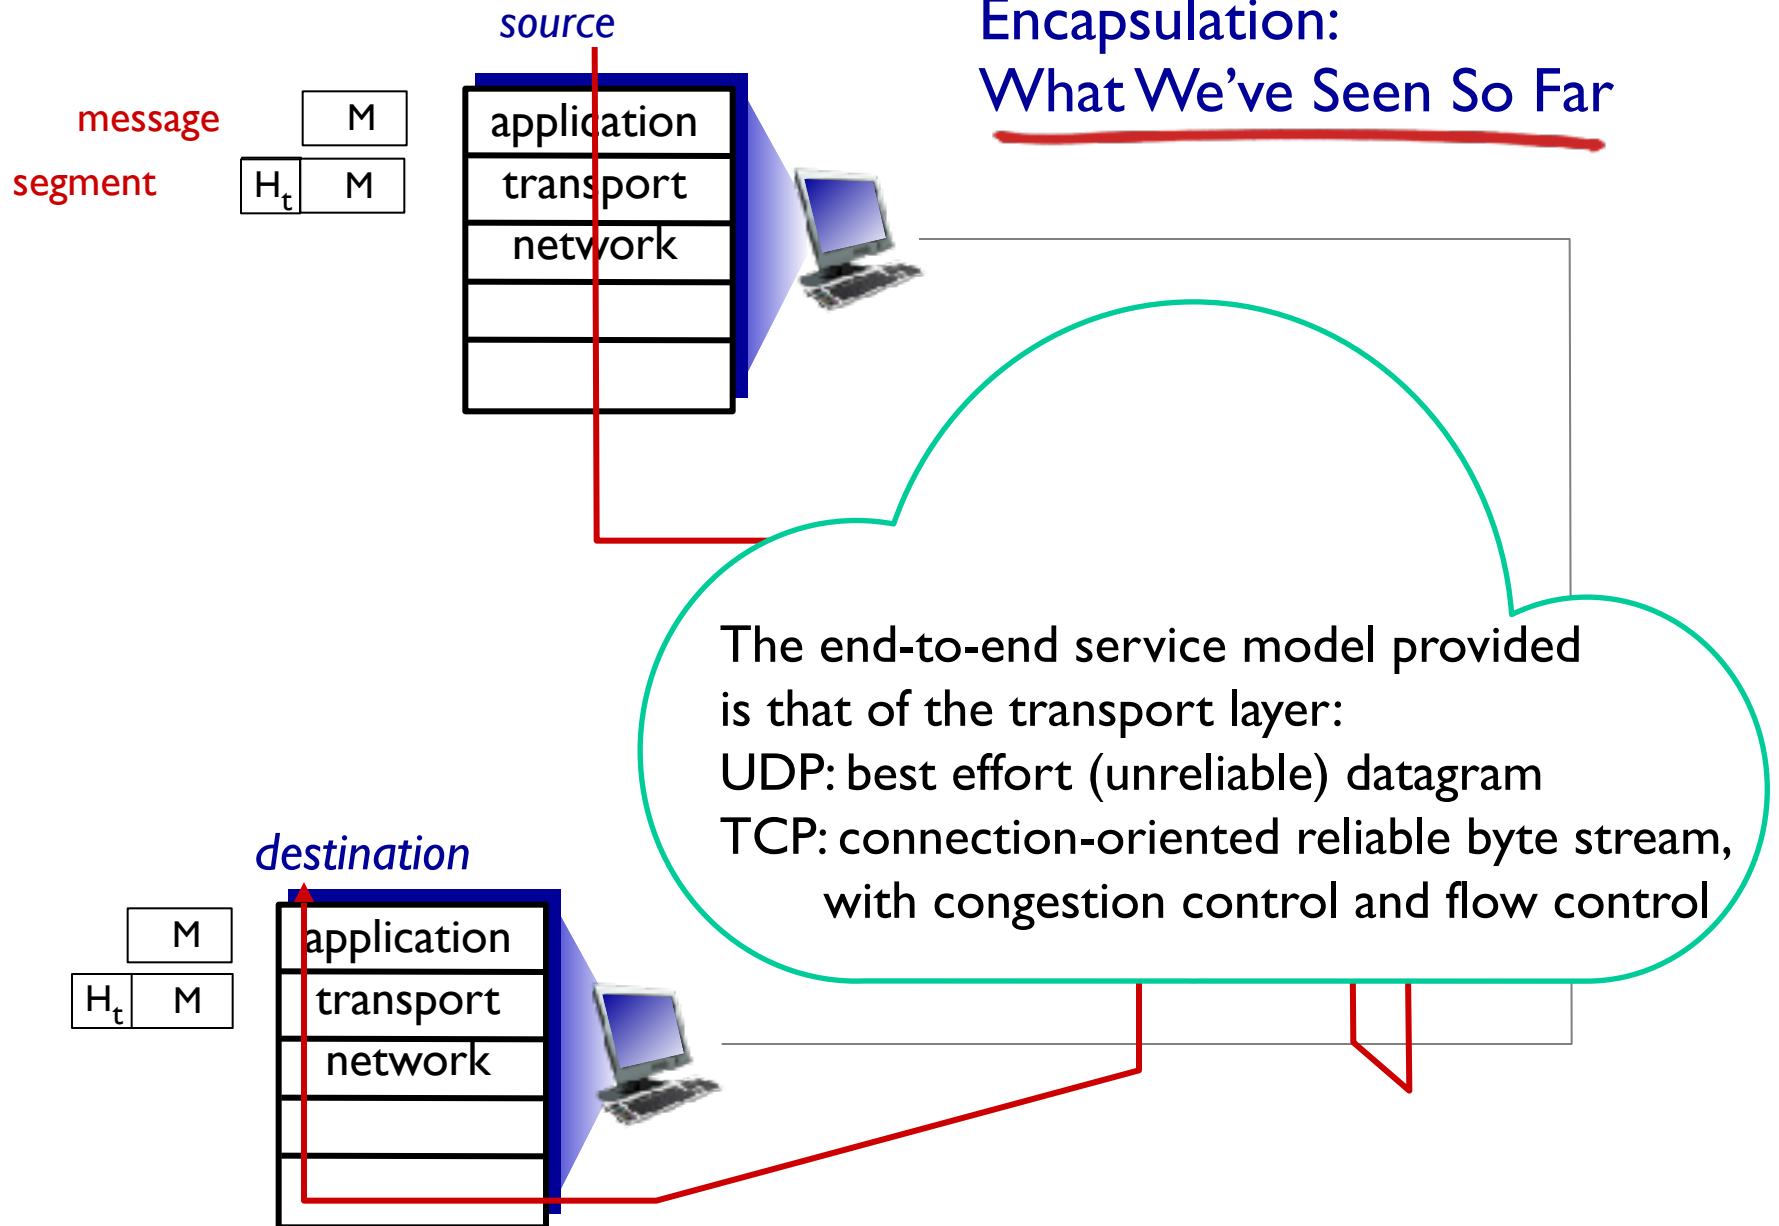 source
Encapsulation:
What We've Seen So Far
message
M
application
segment
Ht
M
transport
network
The end-to-end service model provided
is that of the transport layer:
UDP: best effort (unreliable) datagram
TCP: connection-oriented reliable byte stream,
with congestion control and flow control
destination
M
application
Ht
M
transport
network